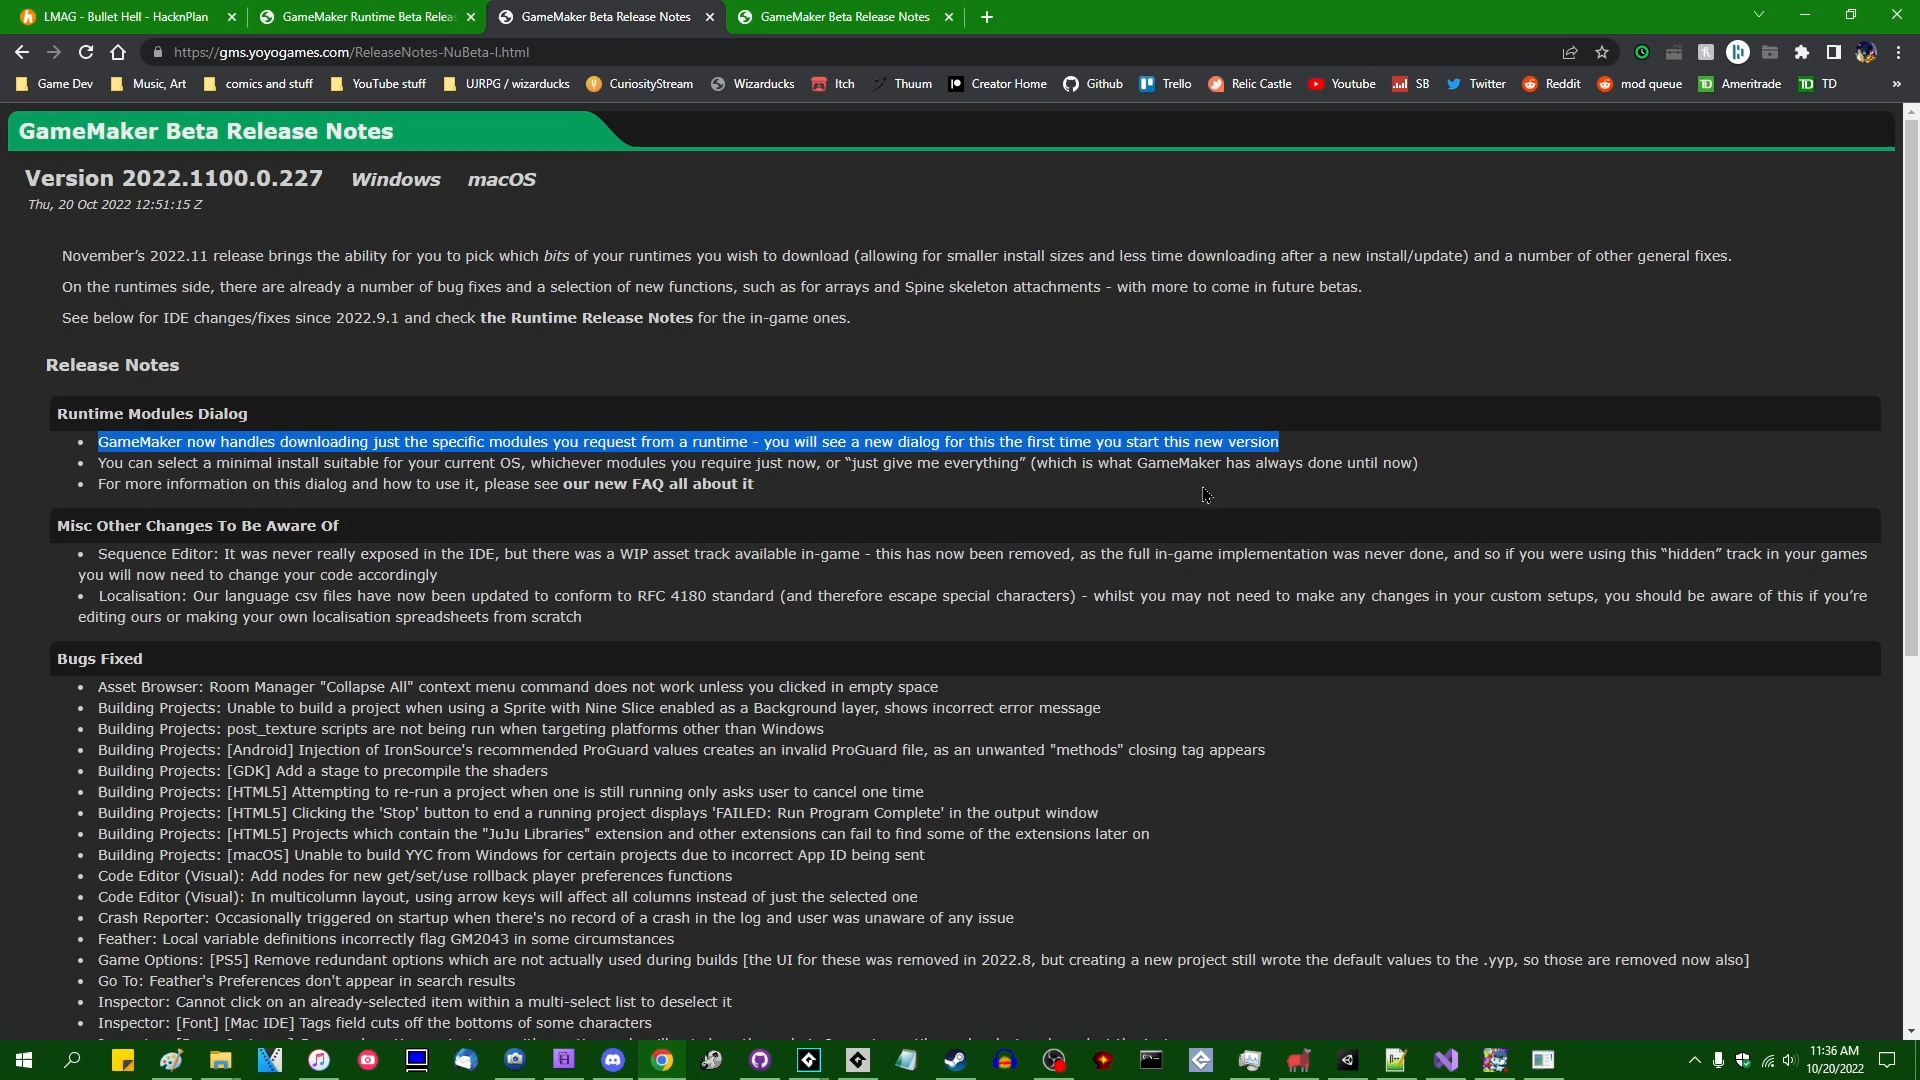 LMAG - Bullet Hell - HacknPlan
GameMaker Runtime Beta Releas
GameMaker Beta Release Notes
GameMaker Beta Release Notes
https://gms.yoyogames.com/ReleaseNotes-NuBeta-I.html
Game Dev
Music, Art
comics and stuff
YouTube stuff
UJRPG / wizarducks
CuriosityStream
Wizarducks
Itch
Thuum
Creator Home
Github
Trello
Relic Castle
Youtube
SB
Twitter
Reddit
mod queue
Ameritrade
TD
GameMaker Beta Release Notes
Version 2022.1100.0.227 Windows macOS
Thu, 20 Oct 2022 12:51:15 Z
November's 2022.11 release brings the ability for you to pick which bits of your runtimes you wish to download (allowing for smaller install sizes and less time downloading after a new install/update) and a number of other general fixes.
On the runtimes side, there are already a number of bug fixes and a selection of new functions, such as for arrays and Spine skeleton attachments - with more to come in future betas.
See below for IDE changes/fixes since 2022.9.1 and check the Runtime Release Notes for the in-game ones.
Release Notes
Runtime Modules Dialog
• GameMaker now handles downloading just the specific modules you request from a runtime - you will see a new dialog for this the first time you start this new version
• You can select a minimal install suitable for your current OS, whichever modules you require just now, or “just give me everything” (which is what GameMaker has always done until now)
• For more information on this dialog and how to use it, please see our new FAQ all about it
Misc Other Changes To Be Aware Of
• Sequence Editor: It was never really exposed in the IDE, but there was a WIP asset track available in-game - this has now been removed, as the full in-game implementation was never done, and so if you were using this “hidden” track in your games
you will now need to change your code accordingly
• Localisation: Our language csv files have now been updated to conform to RFC 4180 standard (and therefore escape special characters) - whilst you may not need to make any changes in your custom setups, you should be aware of this if you're
editing ours or making your own localisation spreadsheets from scratch
Bugs Fixed
• Asset Browser: Room Manager "Collapse All" context menu command does not work unless you clicked in empty space
• Building Projects: Unable to build a project when using a Sprite with Nine Slice enabled as a Background layer, shows incorrect error message
• Building Projects: post_texture scripts are not being run when targeting platforms other than Windows
• Building Projects: [Android] Injection of IronSource's recommended ProGuard values creates an invalid ProGuard file, as an unwanted "methods" closing tag appears
• Building Projects: [GDK] Add a stage to precompile the shaders
• Building Projects: [HTML5] Attempting to re-run a project when one is still running only asks user to cancel one time
• Building Projects: [HTML5] Clicking the 'Stop' button to end a running project displays 'FAILED: Run Program Complete' in the output window
• Building Projects: [HTML5] Projects which contain the "JuJu Libraries" extension and other extensions can fail to find some of the extensions later on
• Building Projects: [macOS] Unable to build YYC from Windows for certain projects due to incorrect App ID being sent
• Code Editor (Visual): Add nodes for new get/set/use rollback player preferences functions
• Code Editor (Visual): In multicolumn layout, using arrow keys will affect all columns instead of just the selected one
• Crash Reporter: Occasionally triggered on startup when there's no record of a crash in the log and user was unaware of any issue
• Feather: Local variable definitions incorrectly flag GM2043 in some circumstances
• Game Options: [PS5] Remove redundant options which are not actually used during builds [the UI for these was removed in 2022.8, but creating a new project still wrote the default values to the .yyp, so those are removed now also]
• Go To: Feather's Preferences don't appear in search results
• Inspector: Cannot click on an already-selected item within a multi-select list to deselect it
• Inspector: [Font] [Mac IDE] Tags field cuts off the bottoms of some characters
11:36 AM
10/20/2022